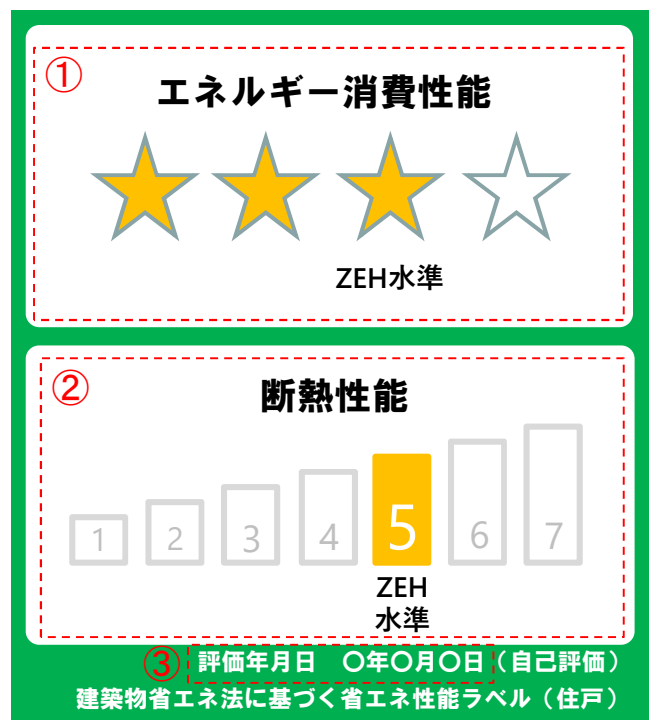 ①
エネルギー消費性能
ZEH水準
②
断熱性能
1 2 3 4 5 6 7
ZEH
水準
③ 評価年月日 〇年〇月〇日（自己評価）
建築物省エネ法に基づく省エネ性能ラベル（住戸）